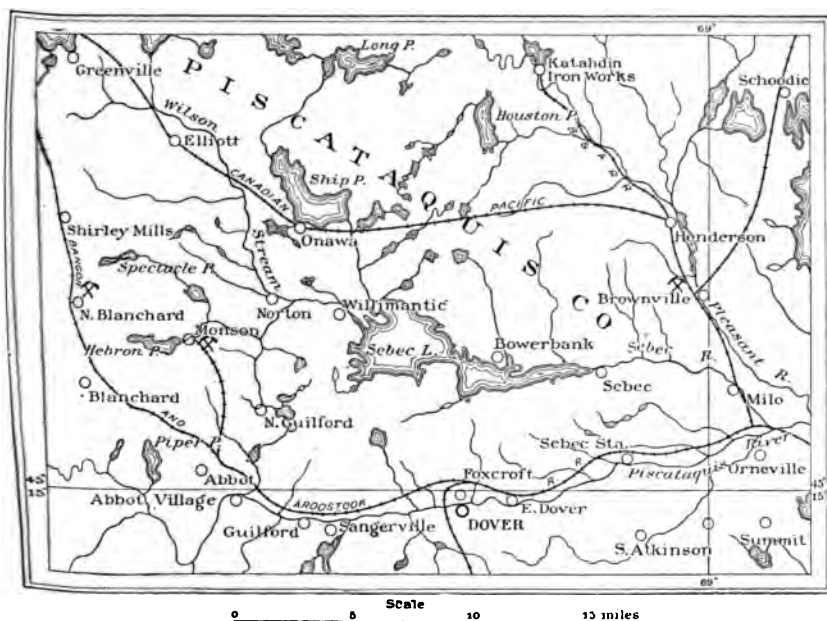 69°
Long P.
Greenville
Katahdin
Iron Works
Schoodic
PISCATAQUIS CO
Wilson
Stream
Houston P.
Elliott
CANADIAN
PACIFIC
Ship P.
Shirley Mills
Onawa
Henderson
BANGOR
Spectacle P.
N. Blanchard
Norton
Willimantic
Brownville
Pleasant R.
Monson
Hebron P.
Sebec L.
Bowerbank
Sebec
R.
Blanchard
Sebec
Milo
AND
N. Guilford
Piper P.
Sebec Sta.
River
Abbot
Foxcroft
R. R.
Piscataquis
Orneville
45°
15'
45°
15'
Abbot Village
AROOSTOOK
E. Dover
Guilford
Sangerville
DOVER
S. Atkinson
Summit
69°
Scale
0 5 10 15 miles